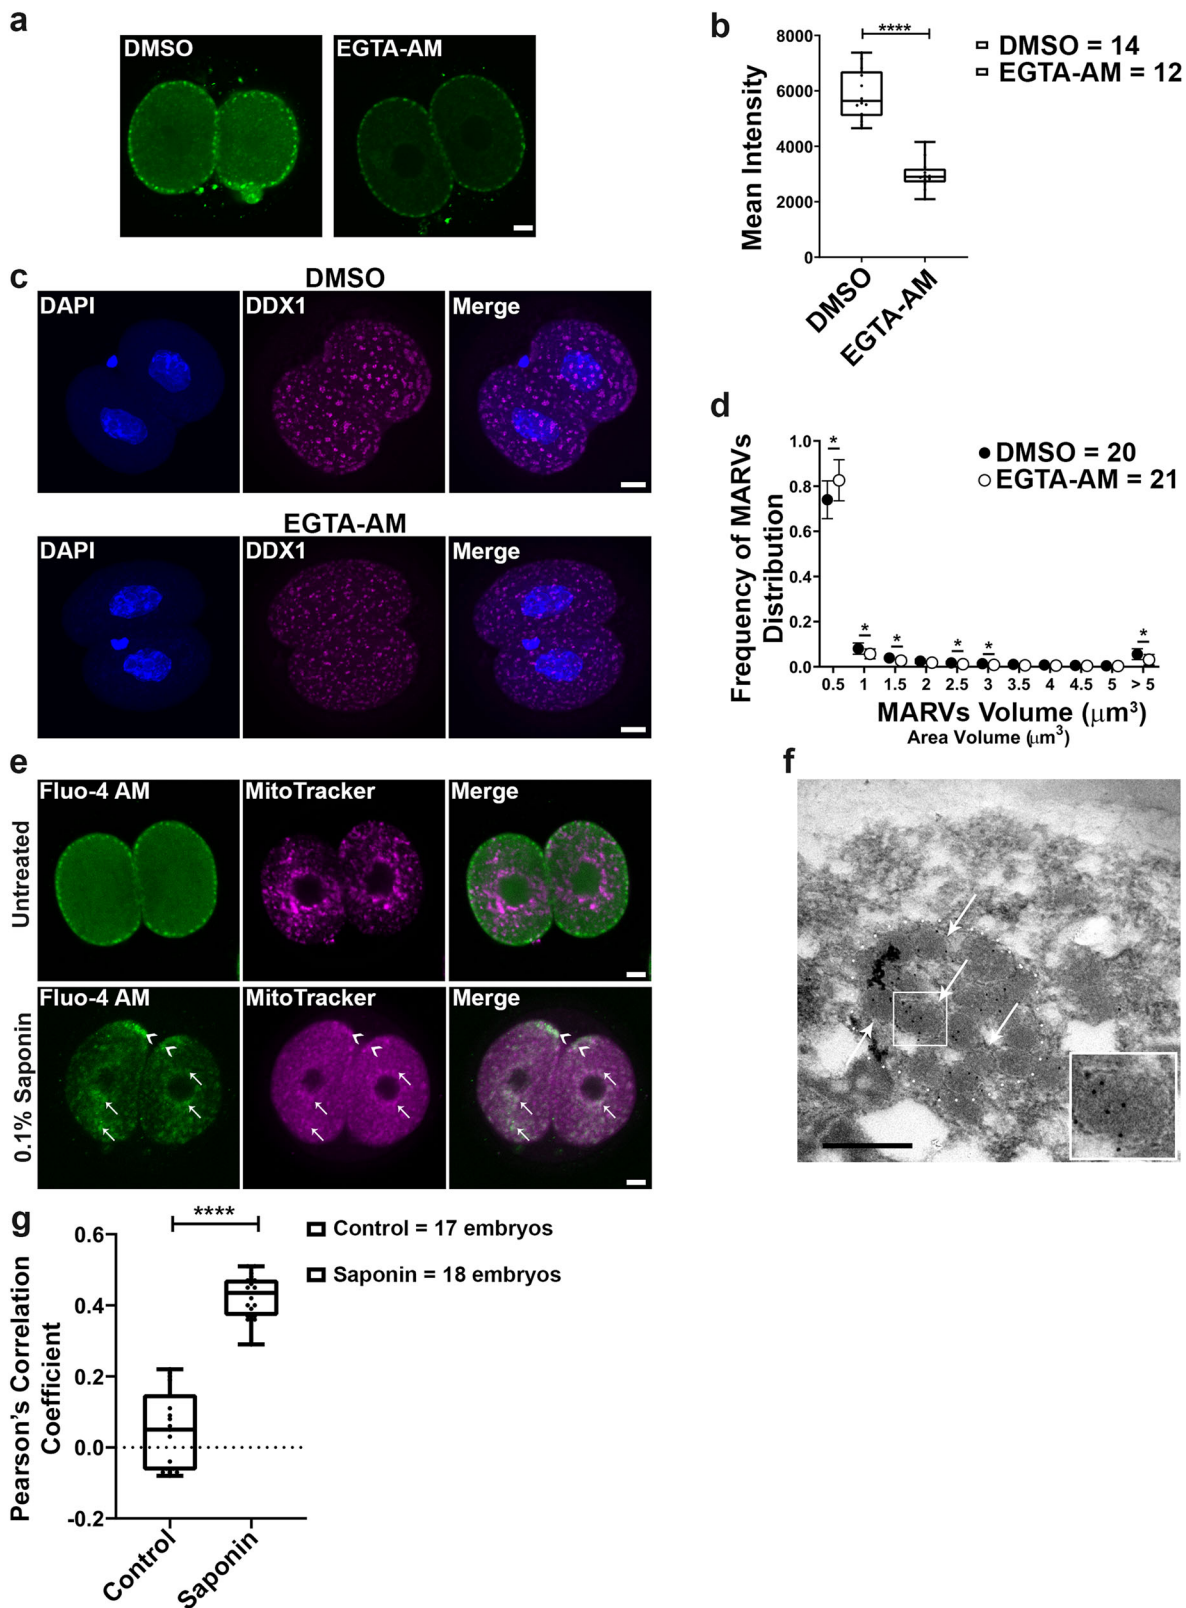 a
DMSO
EGTA-AM
b
Mean Intensity
8000
6000
4000
2000
0
****
DMSO
EGTA-AM
DMSO = 14
EGTA-AM = 12
c
DMSO
DAPI
DDX1
Merge
EGTA-AM
DAPI
DDX1
Merge
d
Frequency of MARVs
Distribution
1.0
0.8
0.6
0.4
0.2
0.0
*
*
*
*
*
*
DMSO = 20
EGTA-AM = 21
0.5 1 1.5 2 2.5 3 3.5 4 4.5 5 > 5
MARVs Volume (μm³)
Area Volume (μm³)
e
Untreated
Fluo-4 AM
MitoTracker
Merge
0.1% Saponin
Fluo-4 AM
MitoTracker
Merge
f
g
Pearson's Correlation
Coefficient
0.6
0.4
0.2
0.0
-0.2
****
Control
Saponin
Control = 17 embryos
Saponin = 18 embryos